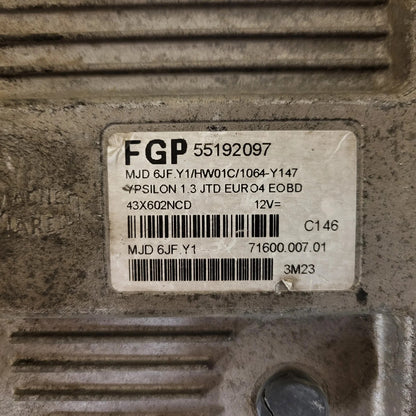 FGP 55192097
MJD 6JF.Y1/HW01C/1064-Y147
YPSILON 1.3 JTD EURO4 EOBD
43X602NCD 12V=
C146
MJD 6JF.Y1 71600.007.01
3M23